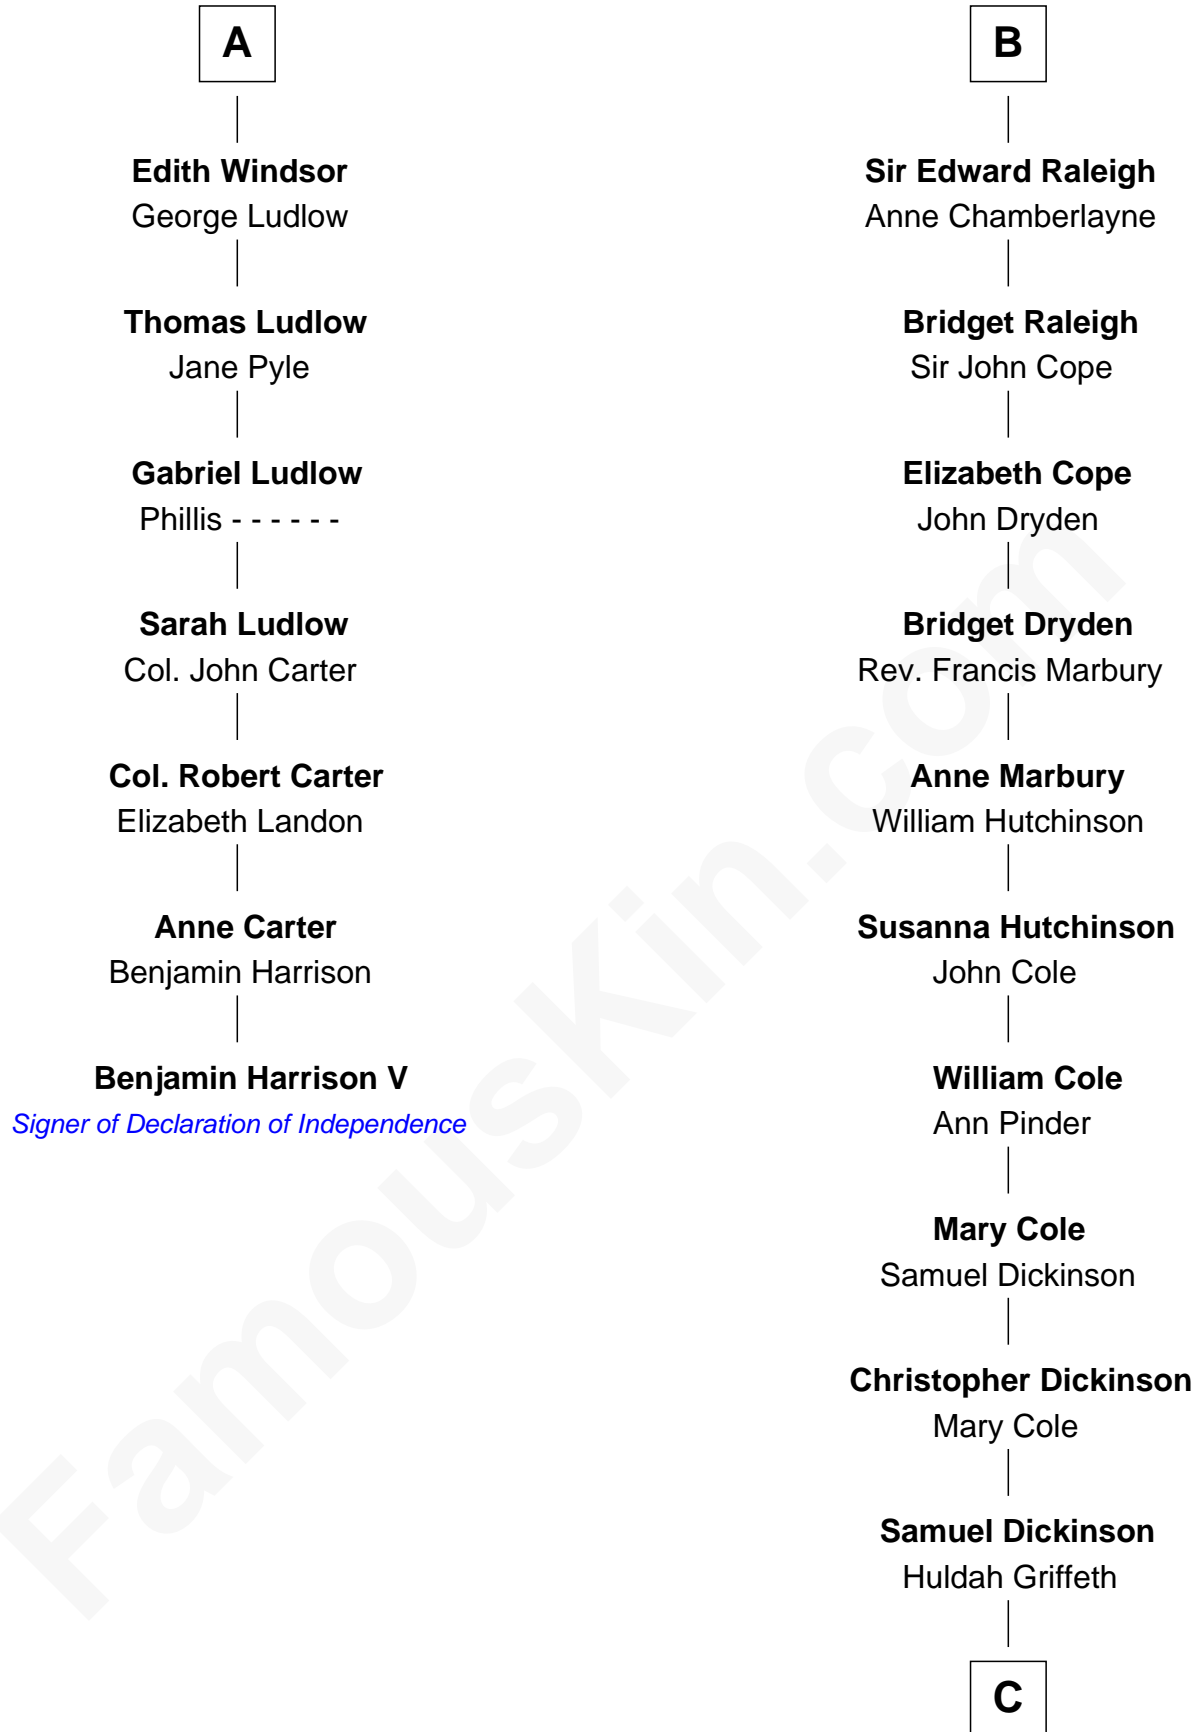 A
Edith Windsor
George Ludlow
Thomas Ludlow
Jane Pyle
Gabriel Ludlow
Phillis - - - - - -
Sarah Ludlow
Col. John Carter
Col. Robert Carter
Elizabeth Landon
Anne Carter
Benjamin Harrison
Benjamin Harrison V
Signer of Declaration of Independence
B
Sir Edward Raleigh
Anne Chamberlayne
Bridget Raleigh
Sir John Cope
Elizabeth Cope
John Dryden
Bridget Dryden
Rev. Francis Marbury
Anne Marbury
William Hutchinson
Susanna Hutchinson
John Cole
William Cole
Ann Pinder
Mary Cole
Samuel Dickinson
Christopher Dickinson
Mary Cole
Samuel Dickinson
Huldah Griffeth
C
FamousKin.com